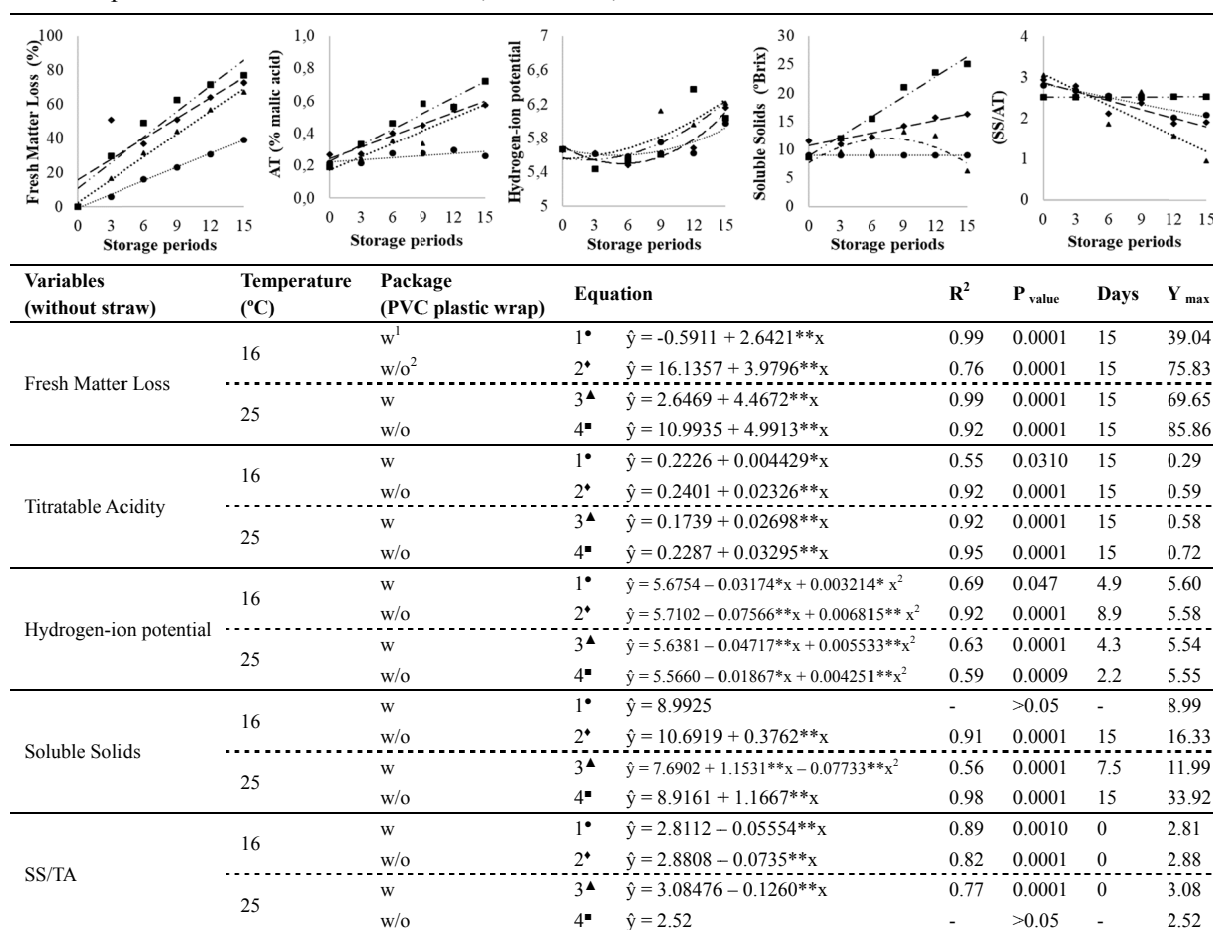 100
80
60
40
20
0
Fresh Matter Loss (%)
0 3 6 9 12 15
Storage periods
1,0
0,8
0,6
0,4
0,2
0,0
AT (% malic acid)
0 3 6 9 12 15
Storage periods
7
6,6
6,2
5,8
5,4
5
Hydrogen-ion potential
0 3 6 9 12 15
Storage periods
30
25
20
15
10
5
0
Soluble Solids (ºBrix)
0 3 6 9 12 15
Storage periods
4
3
2
1
0
(SS/AT)
0 3 6 9 12 15
Storage periods
Variables (without straw) Temperature (ºC) Package (PVC plastic wrap) Equation R² P value Days Y max
Fresh Matter Loss
16 w¹ 1● ŷ = -0.5911 + 2.6421**x 0.99 0.0001 15 39.04
w/o² 2♦ ŷ = 16.1357 + 3.9796**x 0.76 0.0001 15 75.83
25 w 3▲ ŷ = 2.6469 + 4.4672**x 0.99 0.0001 15 69.65
w/o 4■ ŷ = 10.9935 + 4.9913**x 0.92 0.0001 15 85.86
Titratable Acidity
16 w 1● ŷ = 0.2226 + 0.004429*x 0.55 0.0310 15 0.29
w/o 2♦ ŷ = 0.2401 + 0.02326**x 0.92 0.0001 15 0.59
25 w 3▲ ŷ = 0.1739 + 0.02698**x 0.92 0.0001 15 0.58
w/o 4■ ŷ = 0.2287 + 0.03295**x 0.95 0.0001 15 0.72
Hydrogen-ion potential
16 w 1● ŷ = 5.6754 – 0.03174*x + 0.003214* x² 0.69 0.047 4.9 5.60
w/o 2♦ ŷ = 5.7102 – 0.07566**x + 0.006815** x² 0.92 0.0001 8.9 5.58
25 w 3▲ ŷ = 5.6381 – 0.04717**x + 0.005533**x² 0.63 0.0001 4.3 5.54
w/o 4■ ŷ = 5.5660 – 0.01867*x + 0.004251**x² 0.59 0.0009 2.2 5.55
Soluble Solids
16 w 1● ŷ = 8.9925 - >0.05 - 8.99
w/o 2♦ ŷ = 10.6919 + 0.3762**x 0.91 0.0001 15 16.33
25 w 3▲ ŷ = 7.6902 + 1.1531**x – 0.07733**x² 0.56 0.0001 7.5 11.99
w/o 4■ ŷ = 8.9161 + 1.1667**x 0.98 0.0001 15 33.92
SS/TA
16 w 1● ŷ = 2.8112 – 0.05554**x 0.89 0.0010 0 2.81
w/o 2♦ ŷ = 2.8808 – 0.0735**x 0.82 0.0001 0 2.88
25 w 3▲ ŷ = 3.08476 – 0.1260**x 0.77 0.0001 0 3.08
w/o 4■ ŷ = 2.52 - >0.05 - 2.52